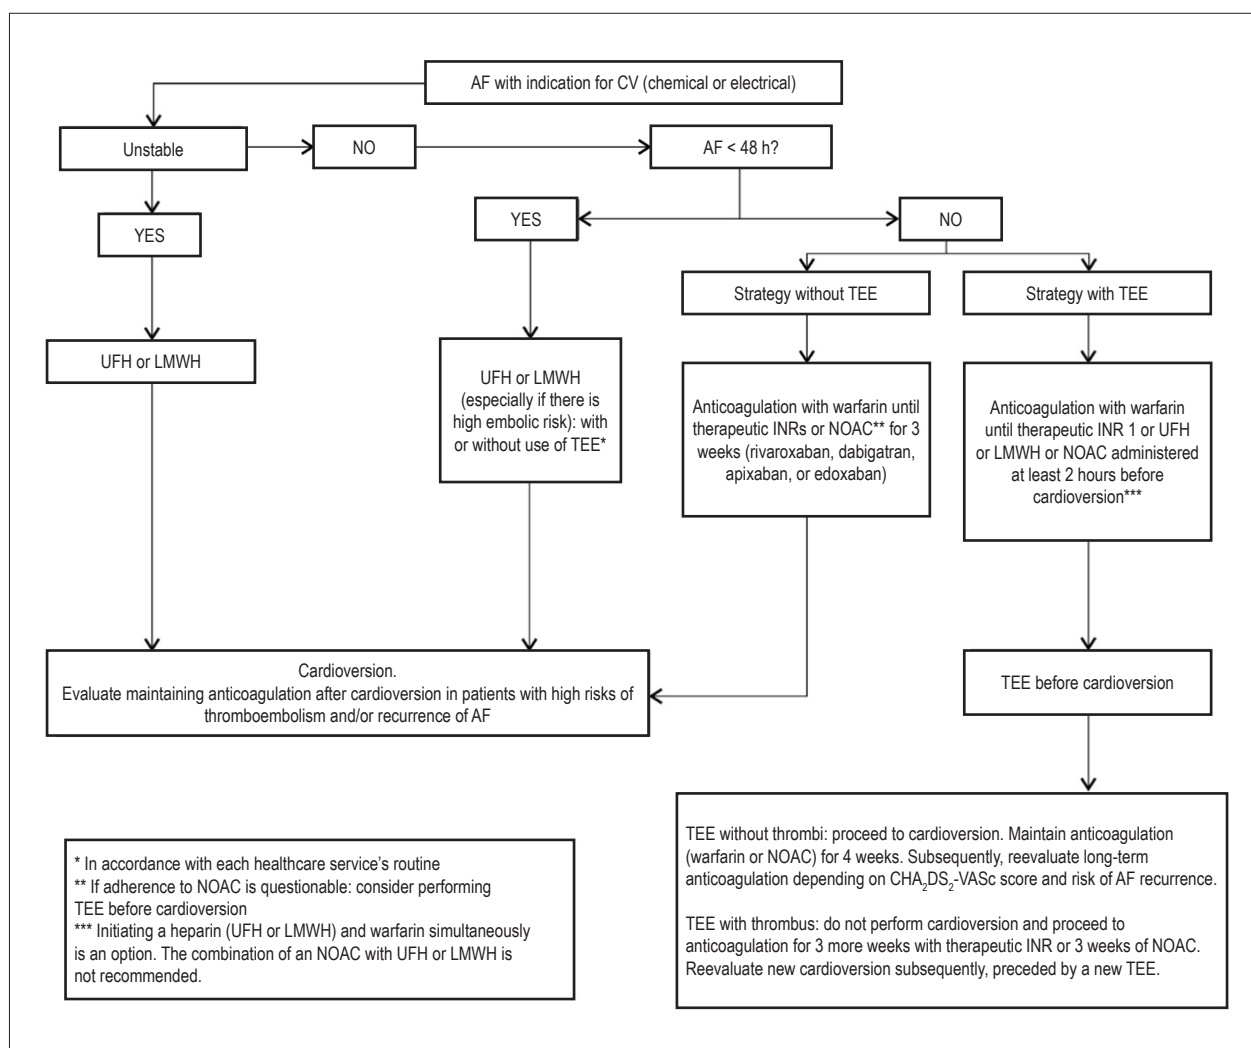 AF with indication for CV (chemical or electrical)
Unstable
NO
AF < 48 h?
YES
YES
NO
Strategy without TEE
Strategy with TEE
UFH or LMWH
UFH or LMWH
(especially if there is
high embolic risk): with
or without use of TEE*
Anticoagulation with warfarin until
therapeutic INRs or NOAC** for 3
weeks (rivaroxaban, dabigatran,
apixaban, or edoxaban)
Anticoagulation with warfarin
until therapeutic INR 1 or UFH
or LMWH or NOAC administered
at least 2 hours before
cardioversion***
Cardioversion.
Evaluate maintaining anticoagulation after cardioversion in patients with high risks of
thromboembolism and/or recurrence of AF
TEE before cardioversion
TEE without thrombi: proceed to cardioversion. Maintain anticoagulation
(warfarin or NOAC) for 4 weeks. Subsequently, reevaluate long-term
anticoagulation depending on CHA₂DS₂-VASc score and risk of AF recurrence.
TEE with thrombus: do not perform cardioversion and proceed to
anticoagulation for 3 more weeks with therapeutic INR or 3 weeks of NOAC.
Reevaluate new cardioversion subsequently, preceded by a new TEE.
* In accordance with each healthcare service's routine
** If adherence to NOAC is questionable: consider performing
TEE before cardioversion
*** Initiating a heparin (UFH or LMWH) and warfarin simultaneously
is an option. The combination of an NOAC with UFH or LMWH is
not recommended.